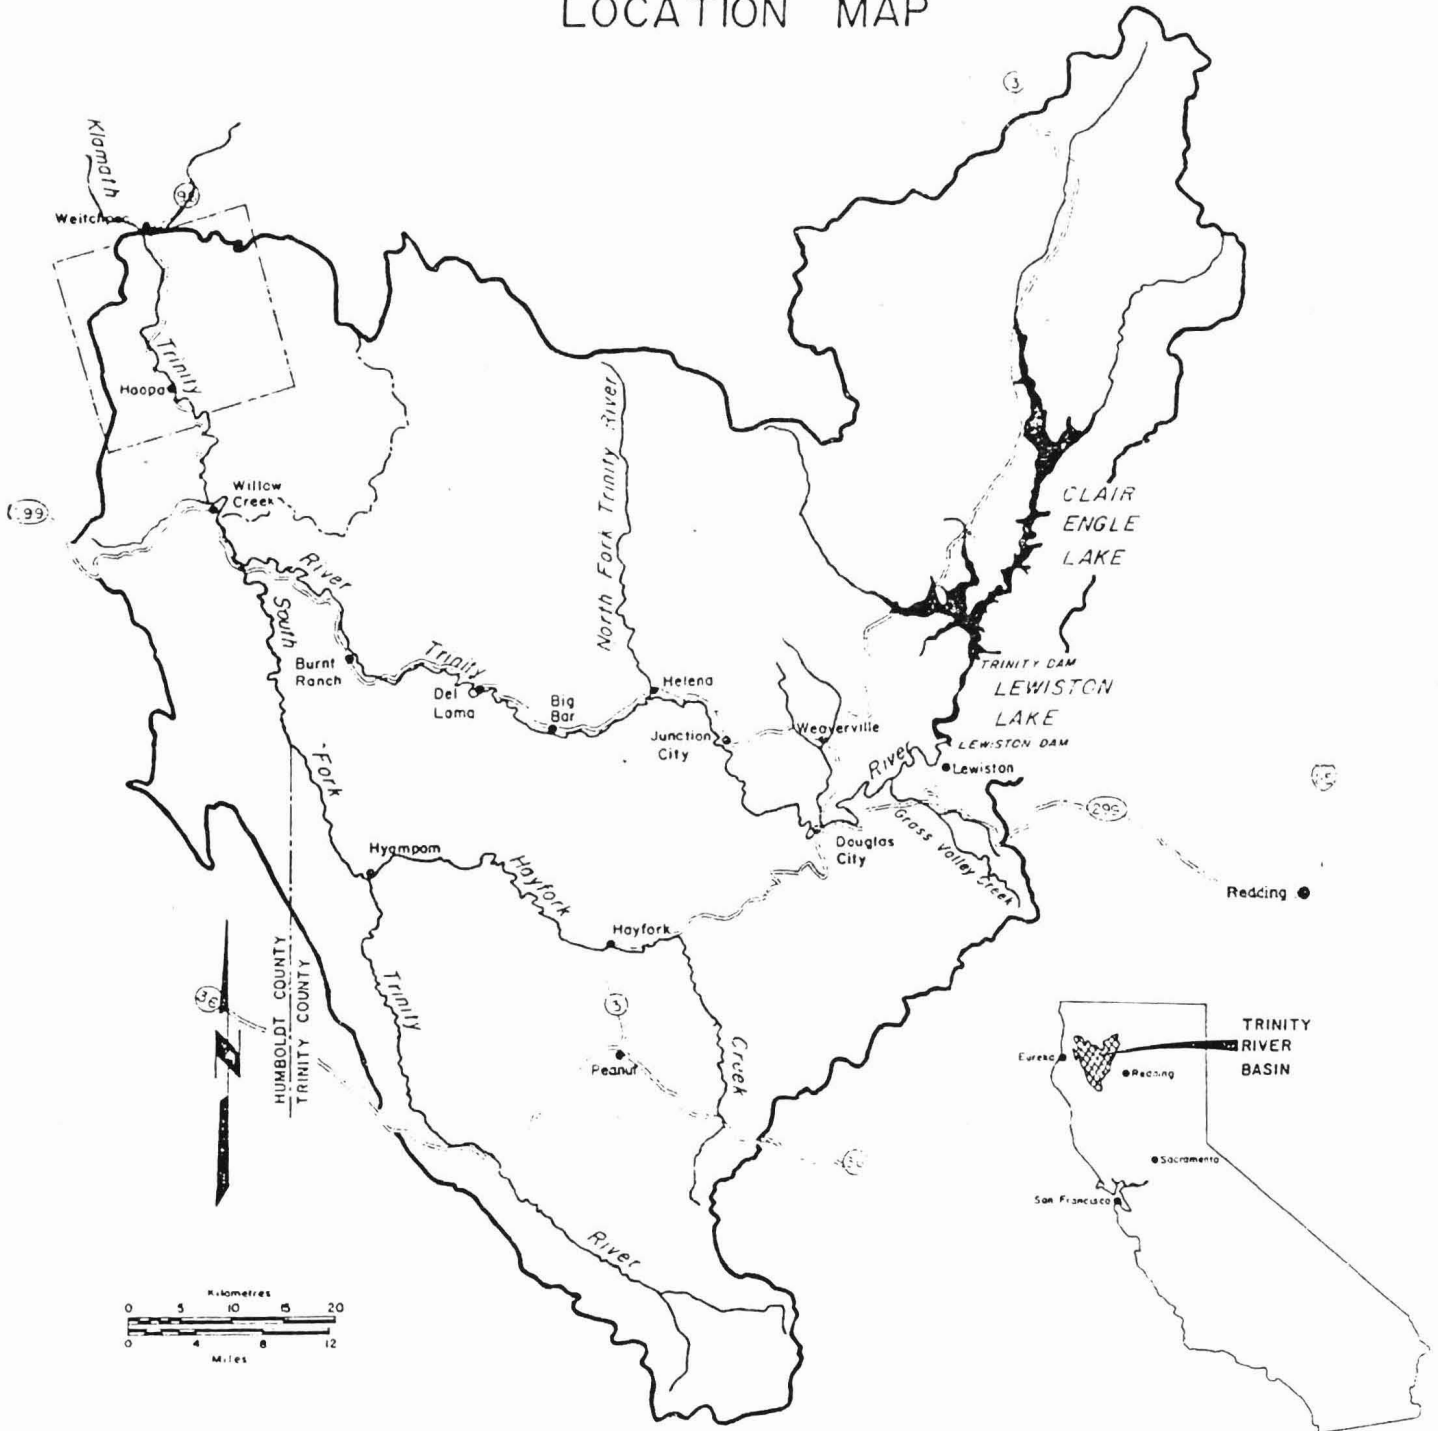 LOCATION MAP
3
Klamath
96
Weitchpec
Trinity
Hoopa
Willow
Creek
299
River
South
Burnt
Ranch
Trinity
Del
Loma
Big
Bar
North Fork Trinity River
Helena
Junction
City
Weaverville
CLAIR
ENGLE
LAKE
TRINITY DAM
LEWISTON
LAKE
LEWISTON DAM
River
Lewiston
299
Redding
Douglas
City
Grass Valley Creek
Fork
Hyampom
Hayfork
Hayfork
Trinity
Creek
3
Peanut
36
HUMBOLDT COUNTY
TRINITY COUNTY
36
River
Kilometres
0 5 10 15 20
0 4 8 12
Miles
TRINITY
RIVER
BASIN
Eureka
Redding
Sacramento
San Francisco